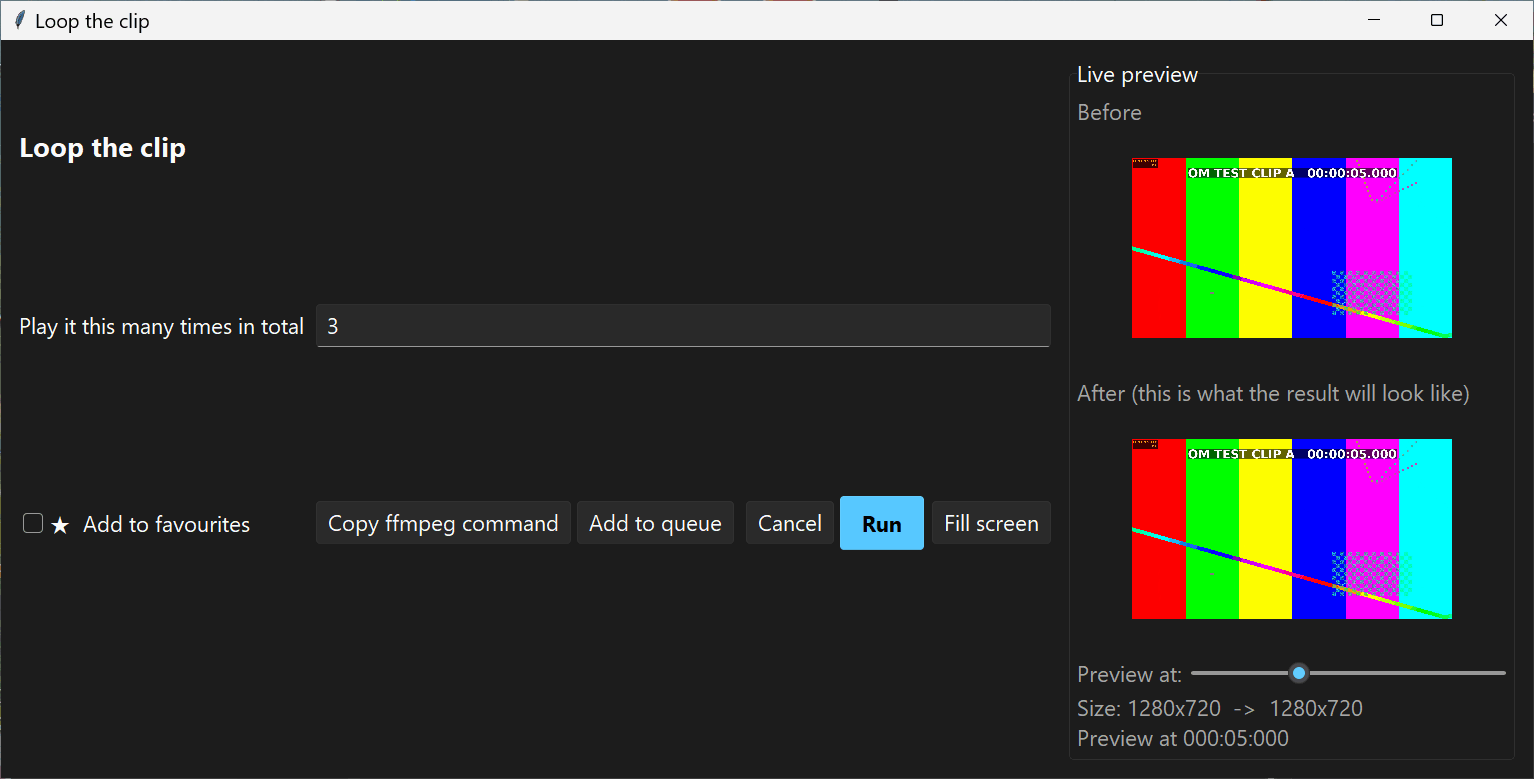 Loop the clip
Loop the clip
Play it this many times in total
3
★ Add to favourites
Copy ffmpeg command
Add to queue
Cancel
Run
Fill screen
Live preview
Before
OM TEST CLIP A 00:00:05.000
After (this is what the result will look like)
OM TEST CLIP A 00:00:05.000
Preview at:
Size: 1280x720 -> 1280x720
Preview at 000:05:000